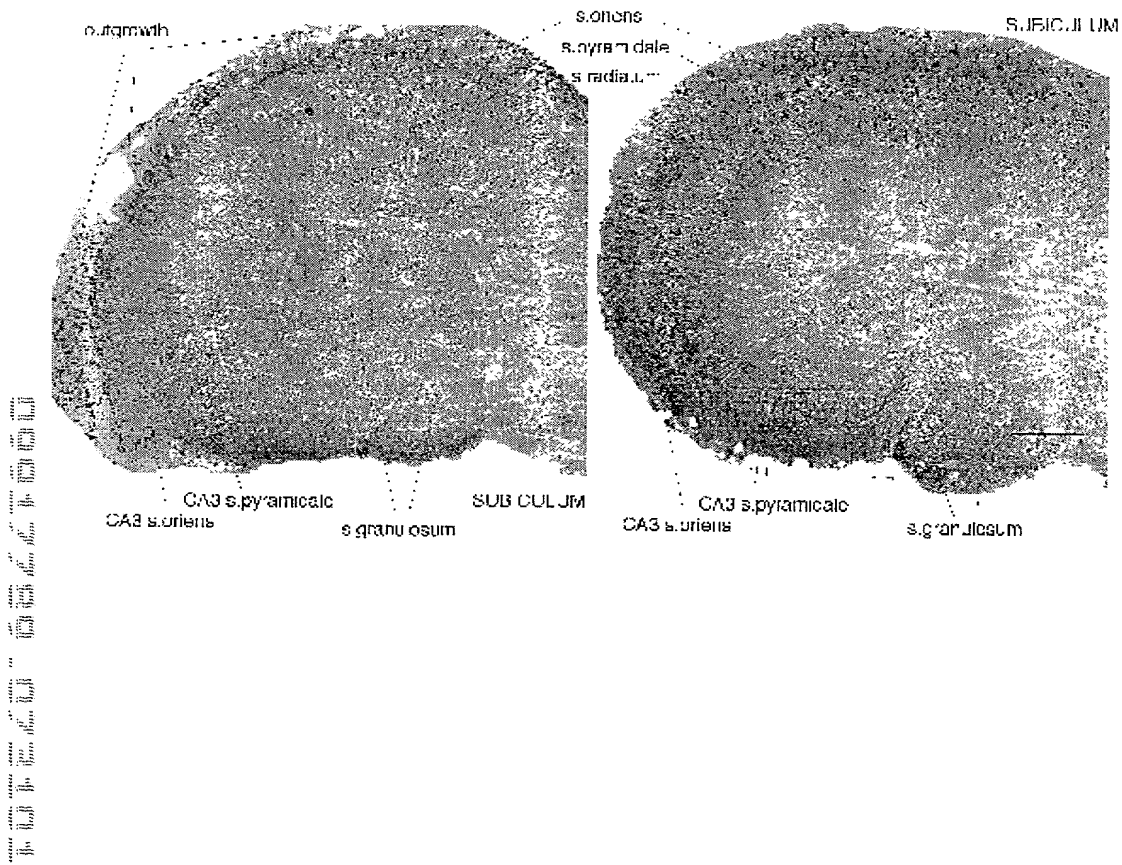 outgrowth
s.oriens
s.pyramidale
s.radiatum
SUBICULUM
CA3 s.pyramidale
CA3 s.oriens
s.granulosum
SUBICULUM
CA3 s.pyramidale
CA3 s.oriens
s.granulosum